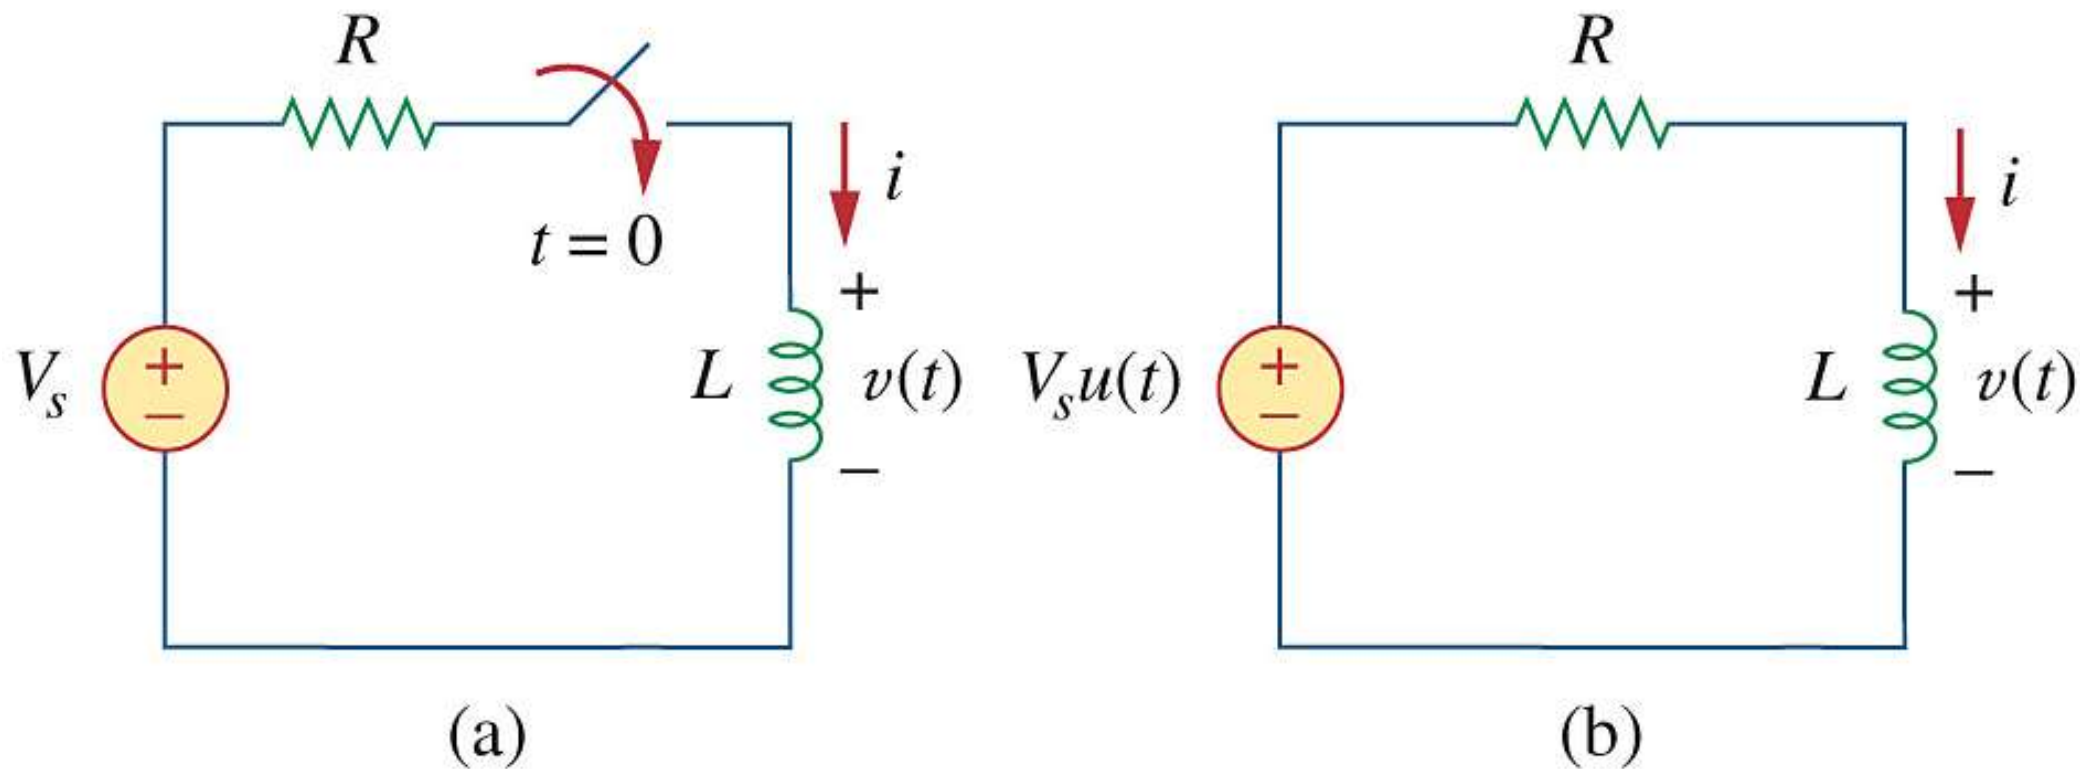 R
t = 0
i
+
−
V_s
+
−
L
v(t)
(a)
R
i
+
−
V_s u(t)
+
−
L
v(t)
(b)